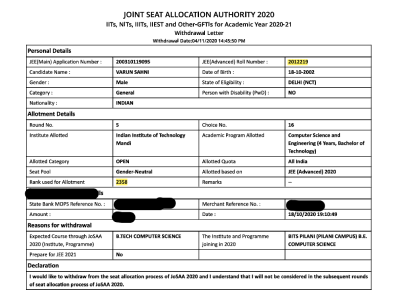 JOINT SEAT ALLOCATION AUTHORITY 2020
IITs, NITs, IIITs, IIEST and Other-GFTIs for Academic Year 2020-21
Withdrawal Letter
Withdrawal Date:04/11/2020 14:45:50 PM
Personal Details
JEE(Main) Application Number : 200310119095 JEE(Advanced) Roll Number : 2012219
Candidate Name : VARUN SAHNI Date of Birth : 18-10-2002
Gender : Male State of Eligibility : DELHI (NCT)
Category : General Person with Disability (PwD) : NO
Nationality : INDIAN
Allotment Details
Round No. 5 Choice No. 16
Institute Allotted Indian Institute of Technology Academic Program Allotted Computer Science and
Mandi Engineering (4 Years, Bachelor of
Technology)
Allotted Category OPEN Allotted Quota All India
Seat Pool Gender-Neutral Allotted based on JEE (Advanced) 2020
Rank used for Allotment 2358 Remarks --
ls
State Bank MOPS Reference No. : Merchant Reference No. :
Amount : Date : 18/10/2020 19:10:49
Reasons for withdrawal
Expected Course through JoSAA B.TECH COMPUTER SCIENCE The Institute and Programme BITS PILANI (PILANI CAMPUS) B.E.
2020 (Institute, Programme) joining in 2020 COMPUTER SCIENCE
Prepare for JEE 2021 No
Declaration
I would like to withdraw from the seat allocation process of JoSAA 2020 and I understand that I will not be considered in the subsequent rounds
of seat allocation process of JoSAA 2020.